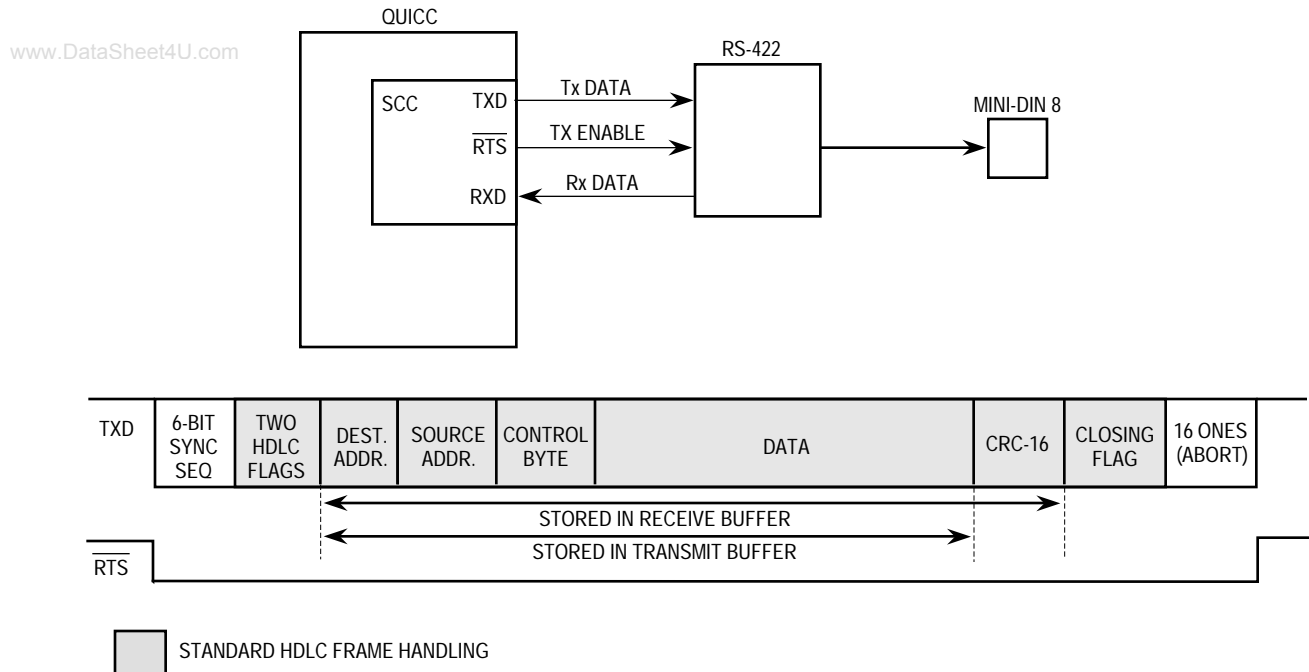 QUICC
www.DataSheet4U.com
RS-422
SCC
TXD
Tx DATA
MINI-DIN 8
RTS
TX ENABLE
RXD
Rx DATA
TXD
6-BIT
SYNC
SEQ
TWO
HDLC
FLAGS
DEST.
ADDR.
SOURCE
ADDR.
CONTROL
BYTE
DATA
CRC-16
CLOSING
FLAG
16 ONES
(ABORT)
STORED IN RECEIVE BUFFER
STORED IN TRANSMIT BUFFER
RTS
STANDARD HDLC FRAME HANDLING